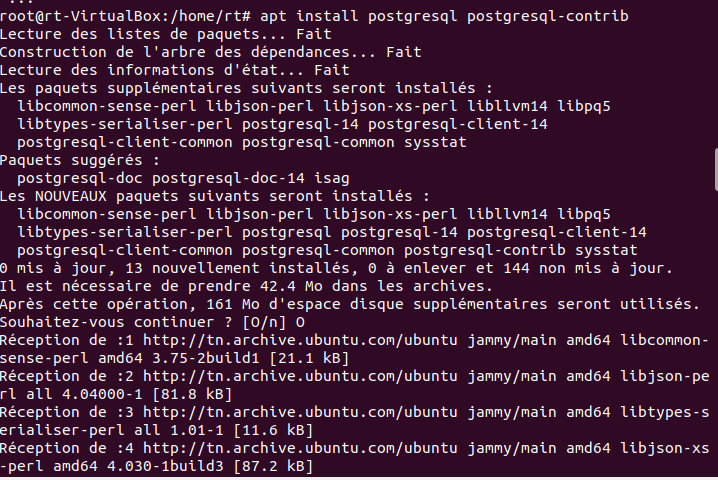 ...
root@rt-VirtualBox:/home/rt# apt install postgresql postgresql-contrib
Lecture des listes de paquets... Fait
Construction de l'arbre des dépendances... Fait
Lecture des informations d'état... Fait
Les paquets supplémentaires suivants seront installés :
  libcommon-sense-perl libjson-perl libjson-xs-perl libllvm14 libpq5
  libtypes-serialiser-perl postgresql-14 postgresql-client-14
  postgresql-client-common postgresql-common sysstat
Paquets suggérés :
  postgresql-doc postgresql-doc-14 isag
Les NOUVEAUX paquets suivants seront installés :
  libcommon-sense-perl libjson-perl libjson-xs-perl libllvm14 libpq5
  libtypes-serialiser-perl postgresql postgresql-14 postgresql-client-14
  postgresql-client-common postgresql-common postgresql-contrib sysstat
0 mis à jour, 13 nouvellement installés, 0 à enlever et 144 non mis à jour.
Il est nécessaire de prendre 42.4 Mo dans les archives.
Après cette opération, 161 Mo d'espace disque supplémentaires seront utilisés.
Souhaitez-vous continuer ? [O/n] O
Réception de :1 http://tn.archive.ubuntu.com/ubuntu jammy/main amd64 libcommon-
sense-perl amd64 3.75-2build1 [21.1 kB]
Réception de :2 http://tn.archive.ubuntu.com/ubuntu jammy/main amd64 libjson-pe
rl all 4.04000-1 [81.8 kB]
Réception de :3 http://tn.archive.ubuntu.com/ubuntu jammy/main amd64 libtypes-s
erialiser-perl all 1.01-1 [11.6 kB]
Réception de :4 http://tn.archive.ubuntu.com/ubuntu jammy/main amd64 libjson-xs
-perl amd64 4.030-1build3 [87.2 kB]